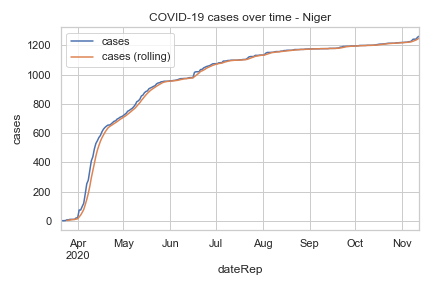 COVID-19 cases over time - Niger
cases
cases (rolling)
1200
1000
800
600
400
200
0
cases
Apr
2020
May
Jun
Jul
Aug
Sep
Oct
Nov
dateRep